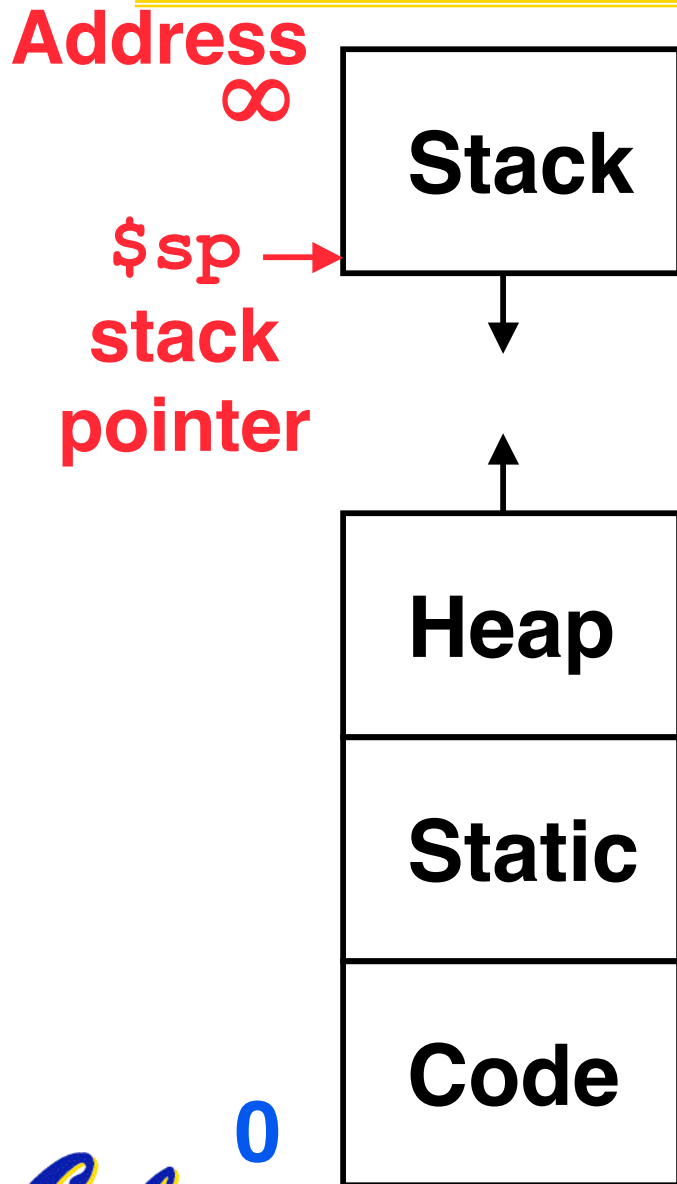 Address
∞
Stack
$sp
stack
pointer
Heap
Static
Code
0